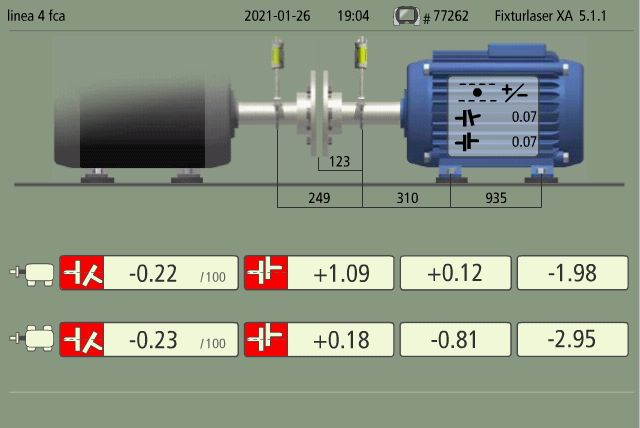 linea 4 fca 2021-01-26 19:04 # 77262 Fixturlaser XA 5.1.1
+/-
0.07
0.07
123
249 310 935
-0.22 /100 +1.09 +0.12 -1.98
-0.23 /100 +0.18 -0.81 -2.95